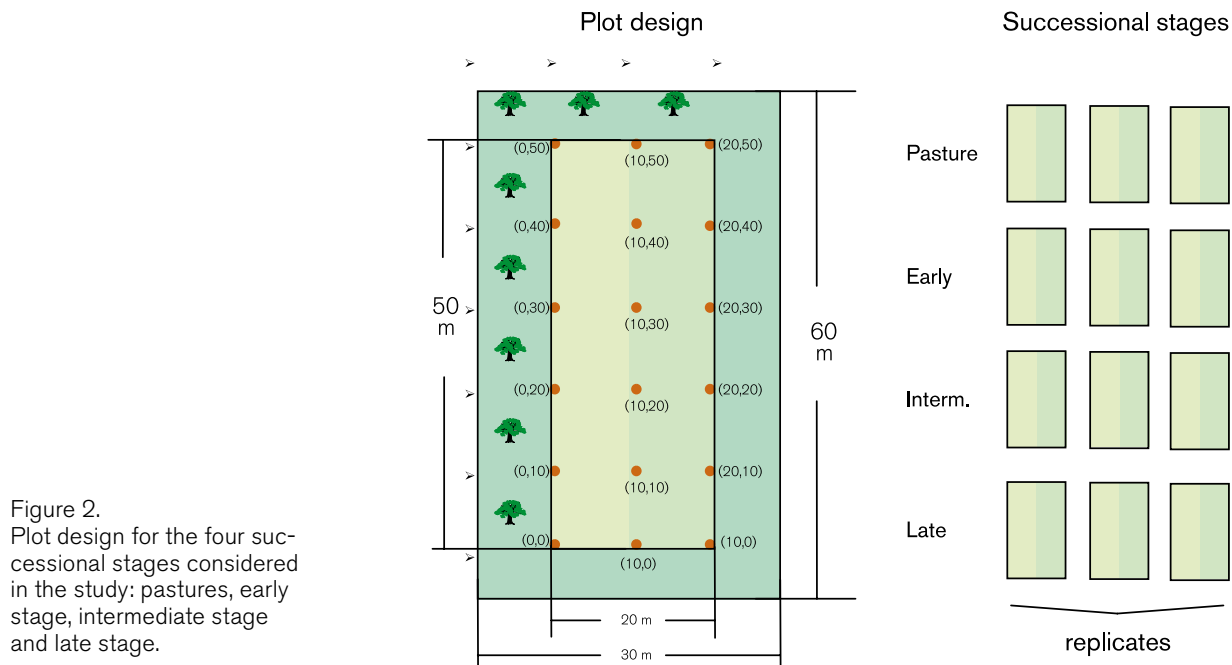 Plot design
Successional stages
(0,50)
(10,50)
(20,50)
(0,40)
(10,40)
(20,40)
(0,30)
(10,30)
(20,30)
(0,20)
(10,20)
(20,20)
(0,10)
(10,10)
(20,10)
(0,0)
(10,0)
(10,0)
50
m
60
m
20 m
30 m
Pasture
Early
Interm.
Late
replicates
Figure 2.
Plot design for the four suc-
cessional stages considered
in the study: pastures, early
stage, intermediate stage
and late stage.